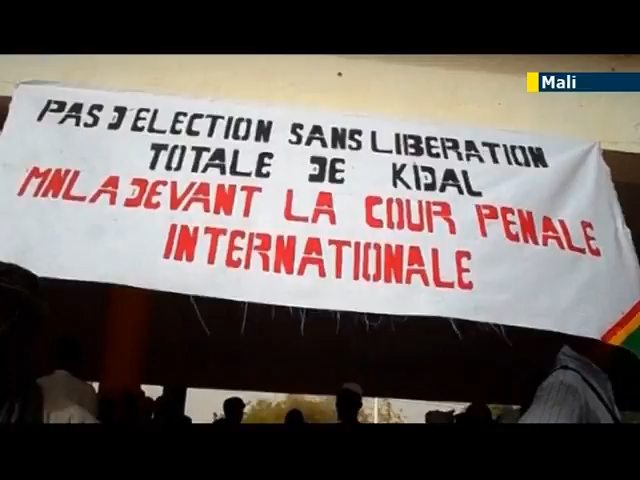 Mali
PAS D'ELECTION SANS LIBERATION
TOTALE DE KIDAL
MNLA DEVANT LA COUR PENALE
INTERNATIONALE